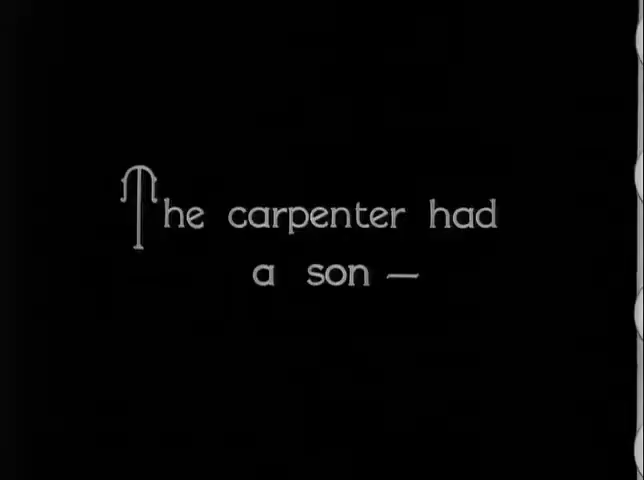 The carpenter had
a son —